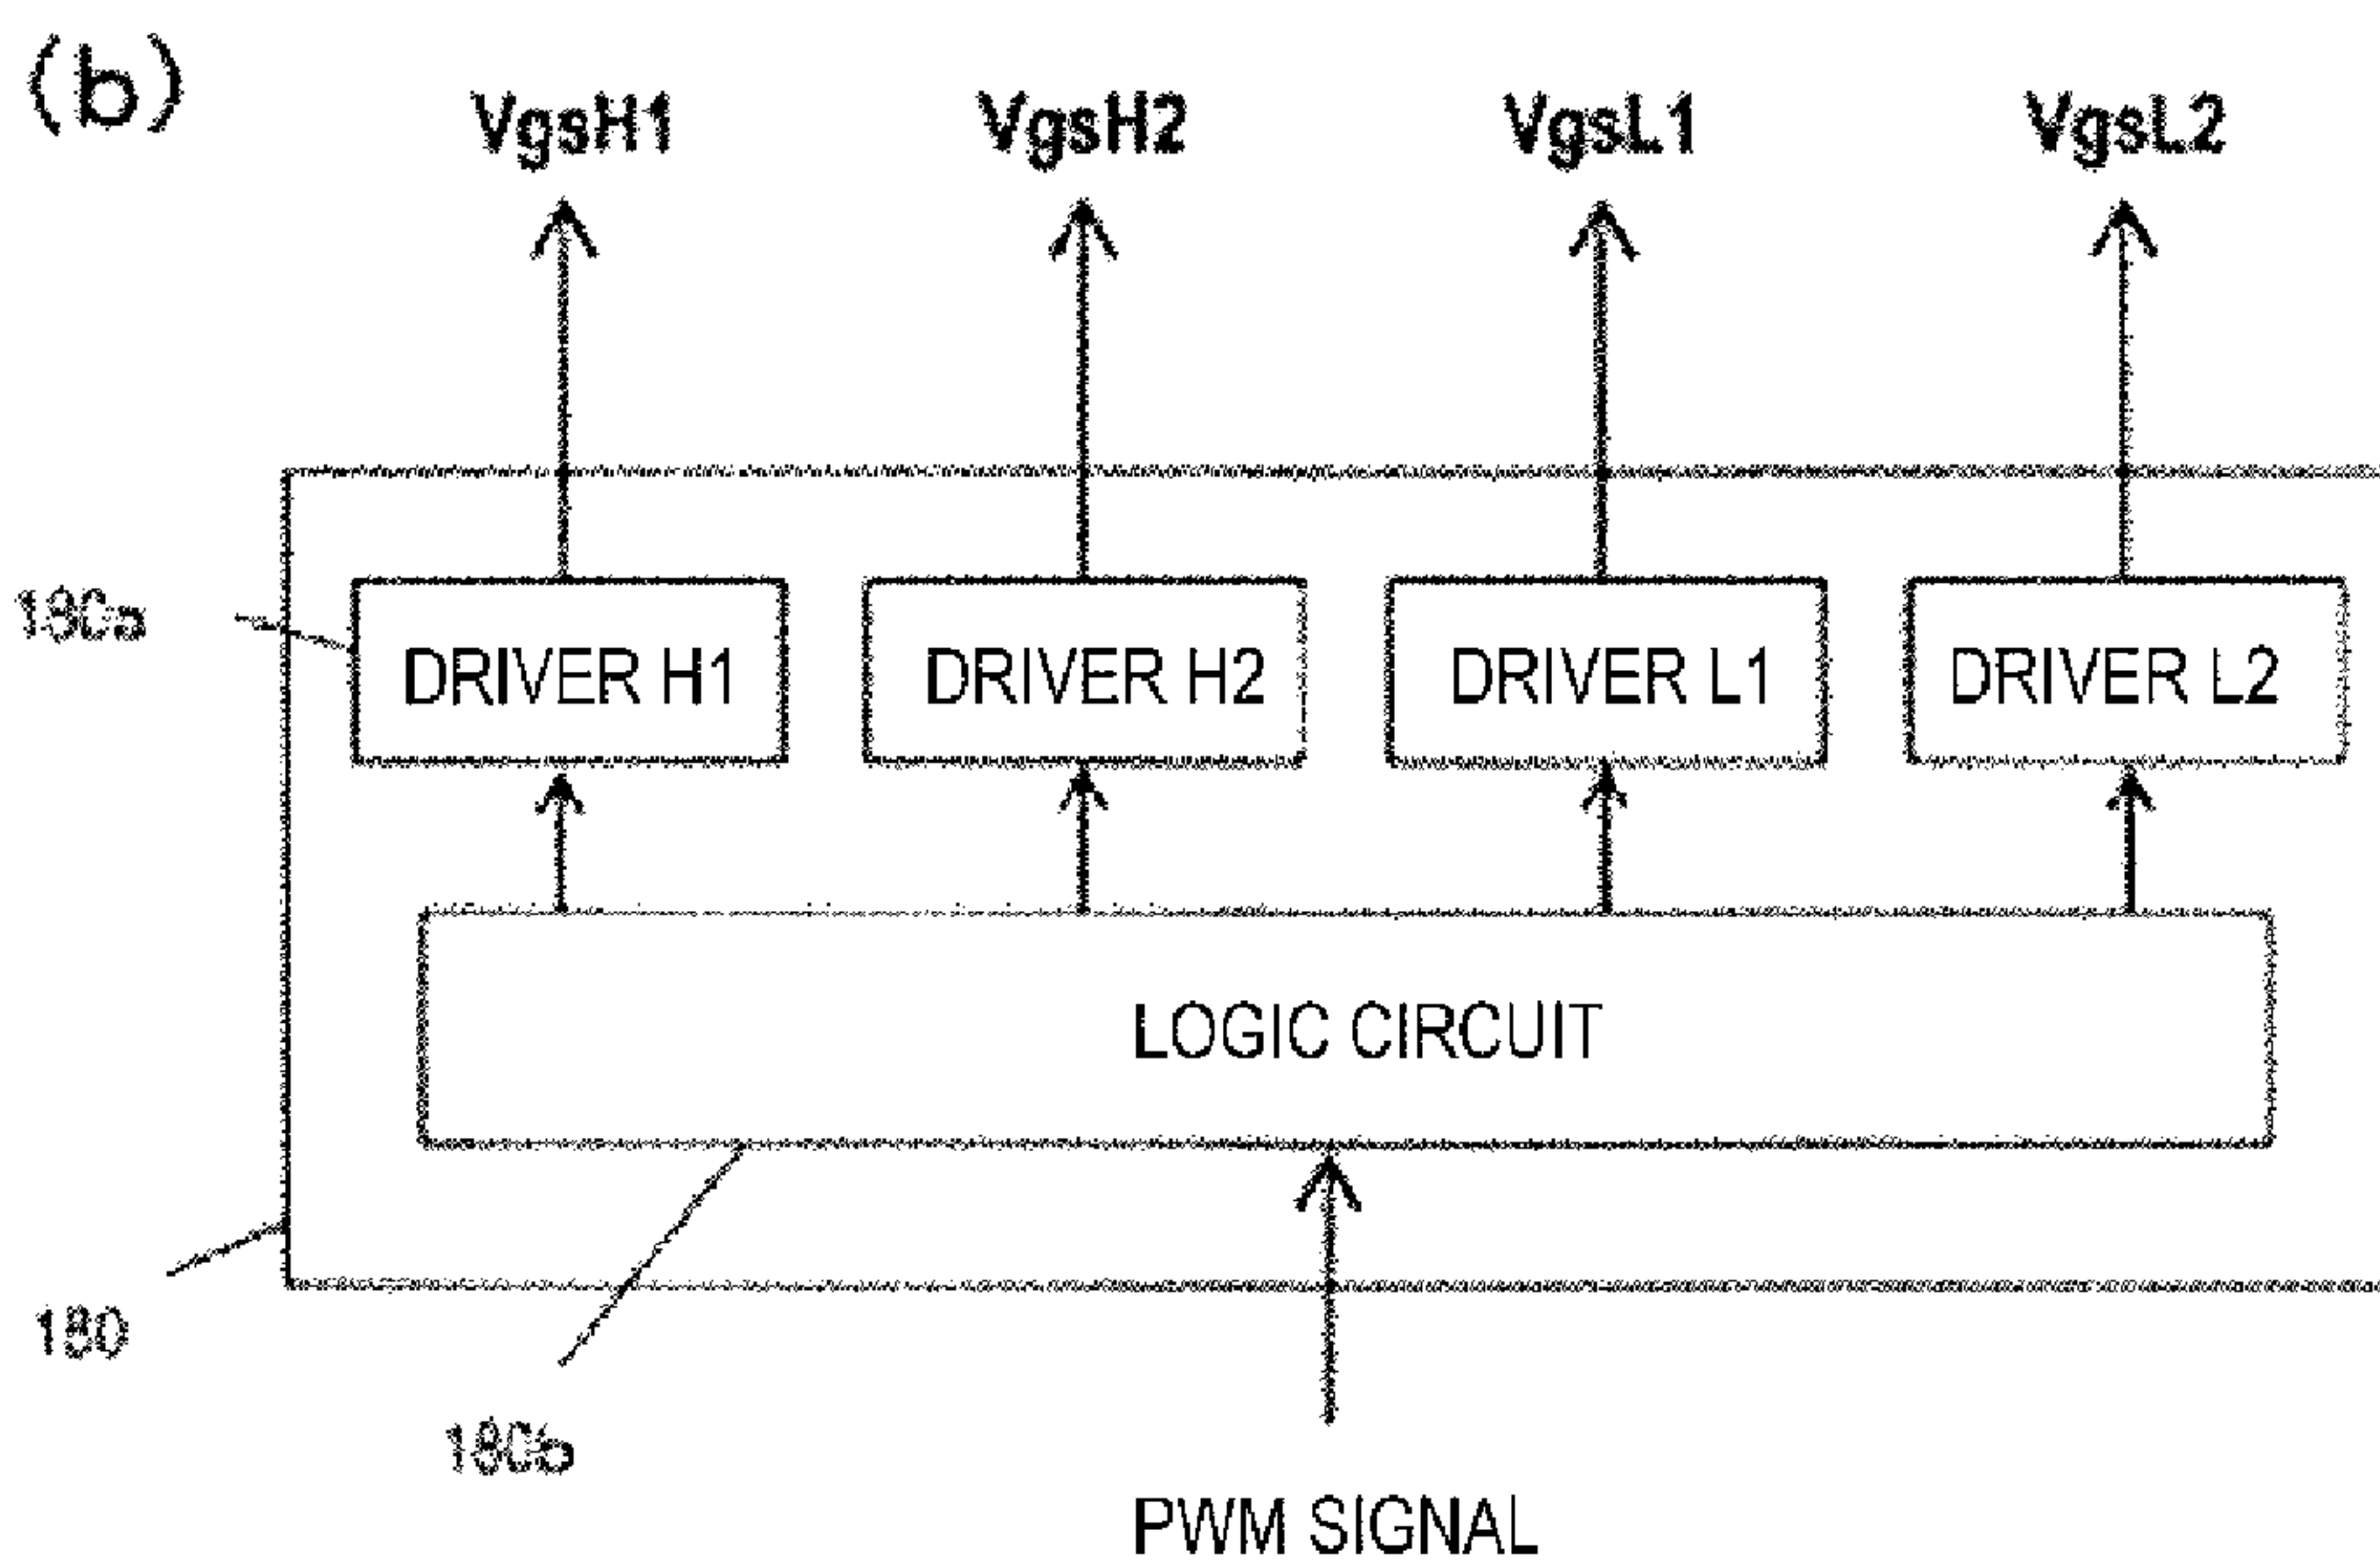 (b)
VgsH1 VgsH2 VgsL1 VgsL2
180a
DRIVER H1 DRIVER H2 DRIVER L1 DRIVER L2
LOGIC CIRCUIT
180
180b
PWM SIGNAL